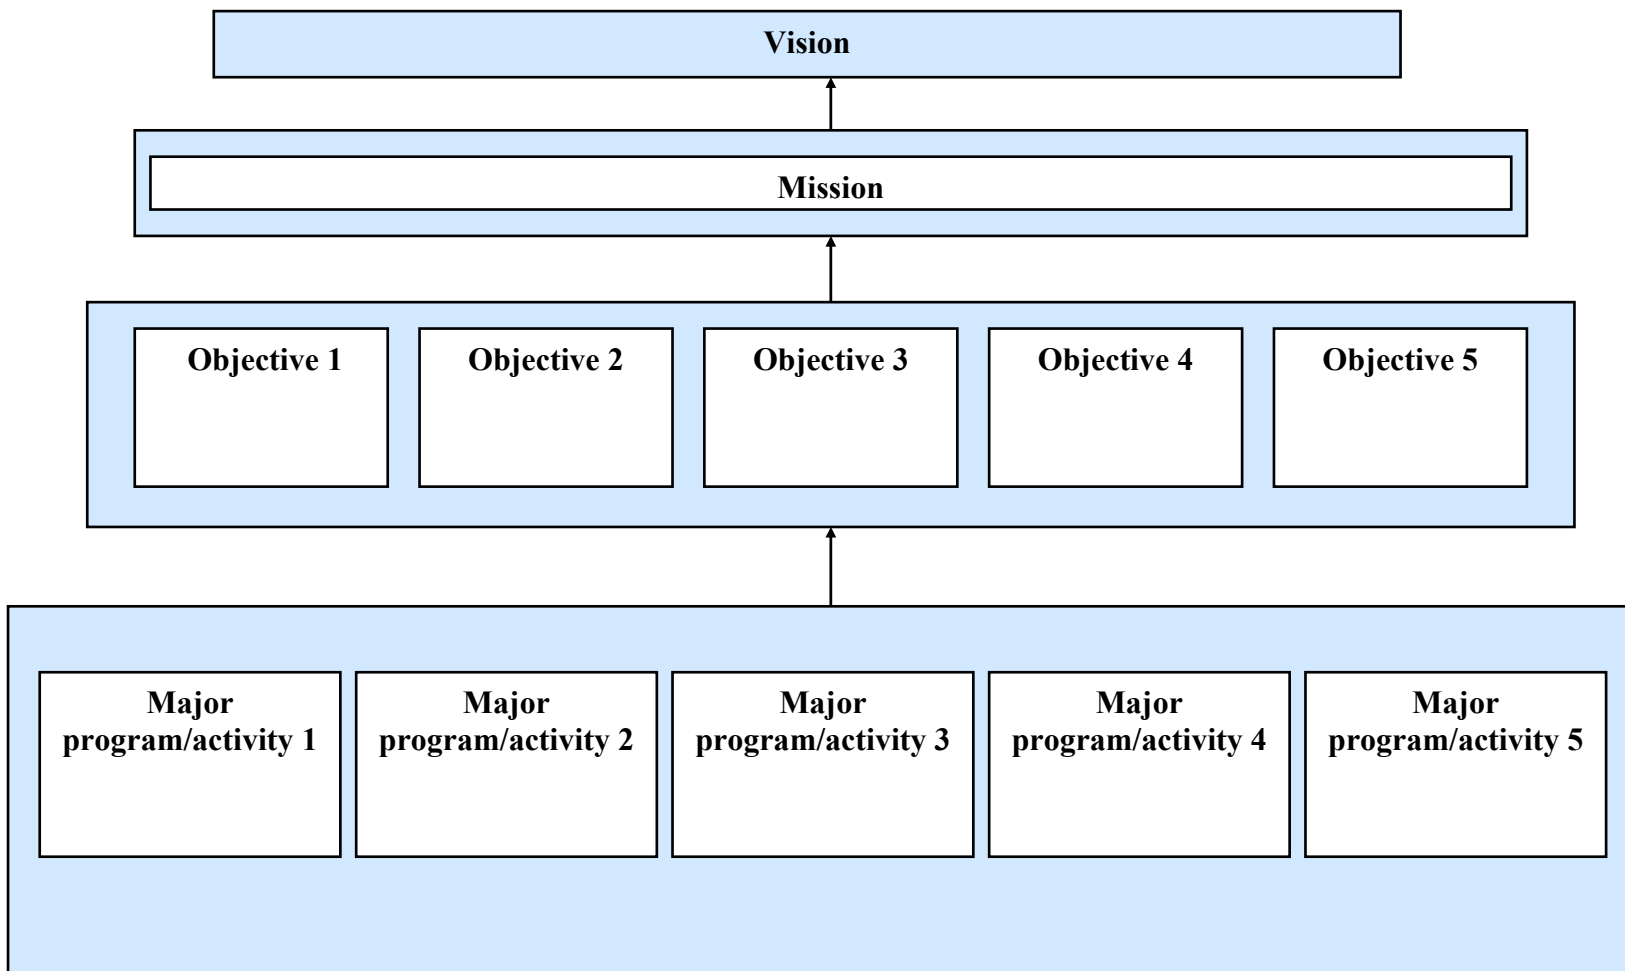 Vision
Mission
Objective 1
Objective 2
Objective 3
Objective 4
Objective 5
Major
program/activity 1
Major
program/activity 2
Major
program/activity 3
Major
program/activity 4
Major
program/activity 5